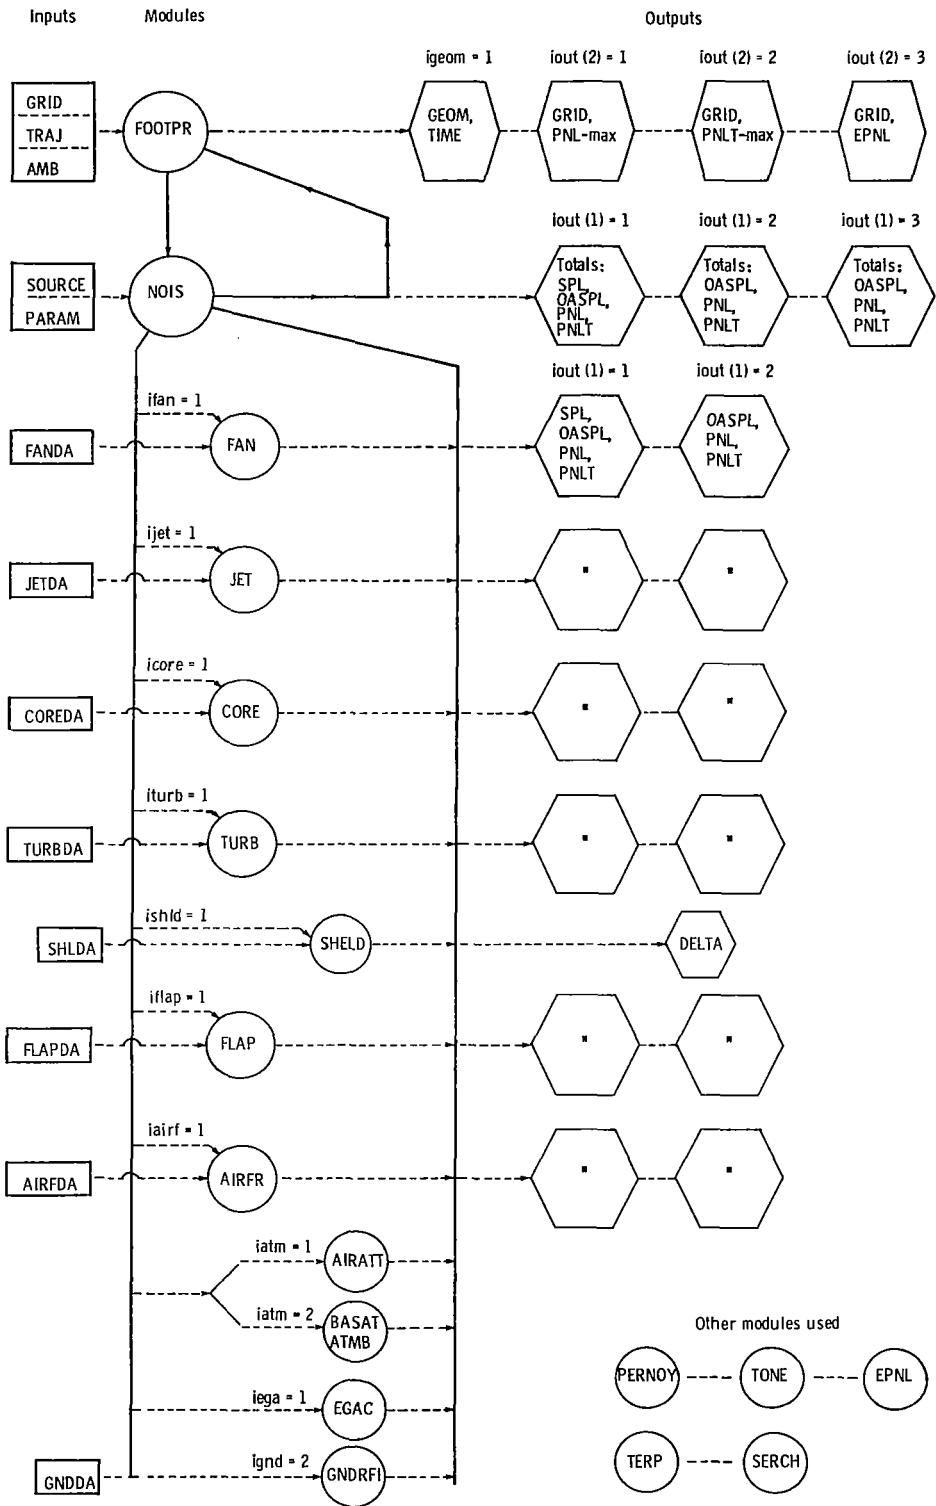 Inputs Modules Outputs
igeom = 1 iout (2) = 1 iout (2) = 2 iout (2) = 3
GRID
TRAJ
AMB
FOOTPR
GEOM,
TIME
GRID,
PNL-max
GRID,
PNLT-max
GRID,
EPNL
iout (1) = 1 iout (1) = 2 iout (1) = 3
SOURCE
PARAM
NOIS
Totals:
SPL,
OASPL,
PNL,
PNLT
Totals:
OASPL,
PNL,
PNLT
Totals:
OASPL,
PNL,
PNLT
iout (1) = 1 iout (1) = 2
ifan = 1
FANDA
FAN
SPL,
OASPL,
PNL,
PNLT
OASPL,
PNL,
PNLT
ijet = 1
JETDA
JET
" "
icore = 1
COREDA
CORE
" "
iturb = 1
TURBDA
TURB
" "
ishld = 1
SHLDA
SHELD
DELTA
iflap = 1
FLAPDA
FLAP
" "
iairf = 1
AIRFDA
AIRFR
" "
iatm = 1
AIRATT
iatm = 2
BASAT
ATMB
iega = 1
EGAC
ignd = 2
GNDDA
GNDRFI
Other modules used
PERNOY TONE EPNL
TERP SERCH